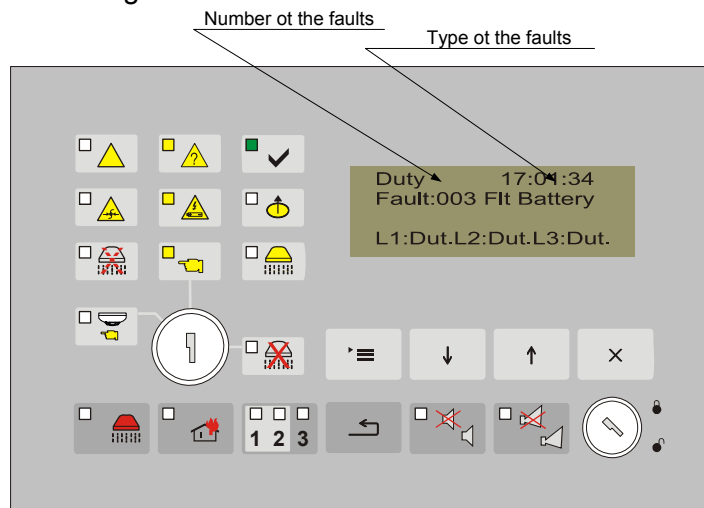 Number ot the faults
Type ot the faults
Duty 17:01:34
Fault:003 Flt Battery
L1:Dut.L2:Dut.L3:Dut.
?
1 2 3